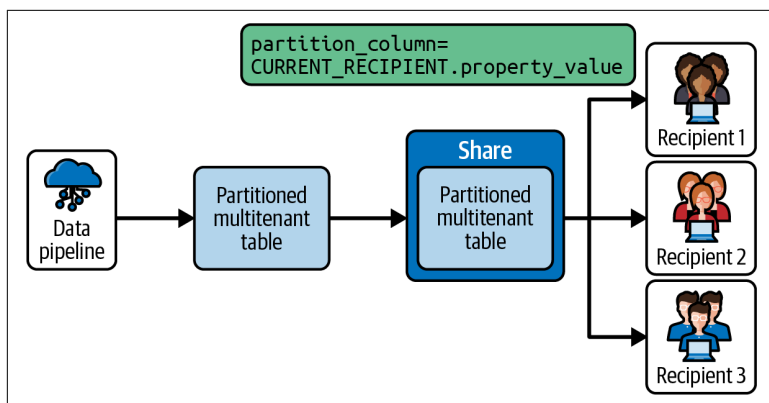 partition_column=
CURRENT_RECIPIENT.property_value
Data
pipeline
Partitioned
multitenant
table
Share
Partitioned
multitenant
table
Recipient 1
Recipient 2
Recipient 3